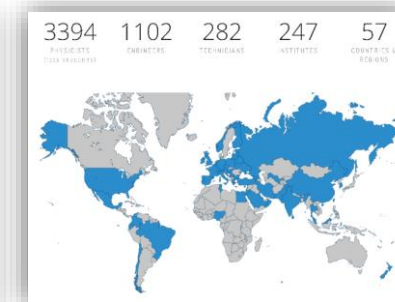 3394 1102 282 247 57
PHYSICISTS ENGINEERS TECHNICIANS INSTITUTES COUNTRIES &
REGIONS